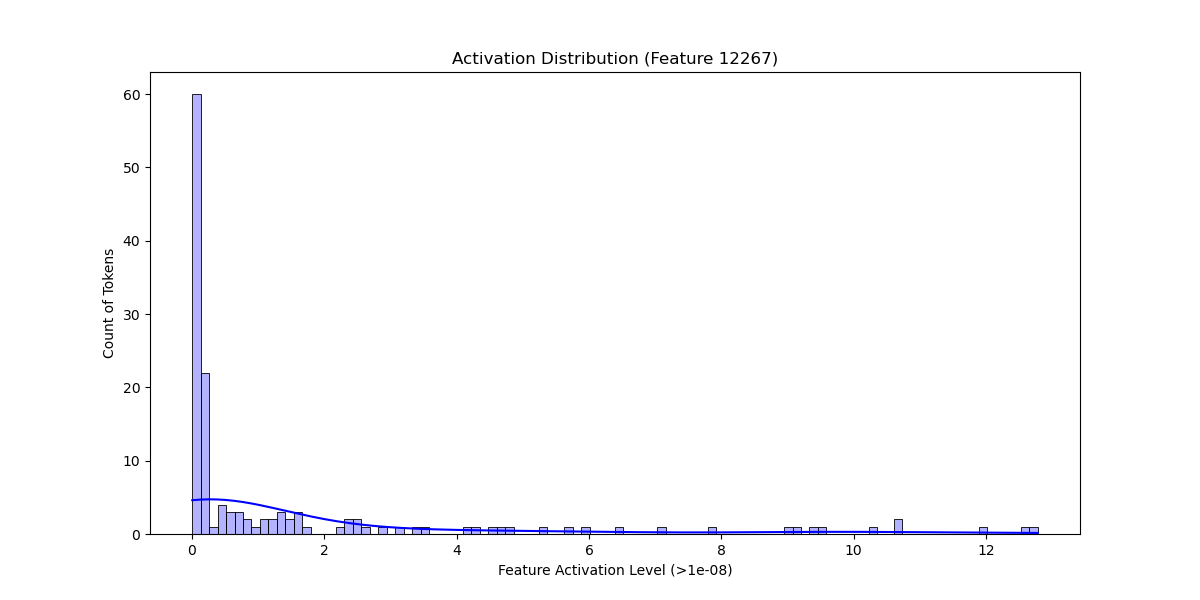 Activation Distribution (Feature 12267)
60
50
40
30
20
10
0
Count of Tokens
0 2 4 6 8 10 12
Feature Activation Level (>1e-08)